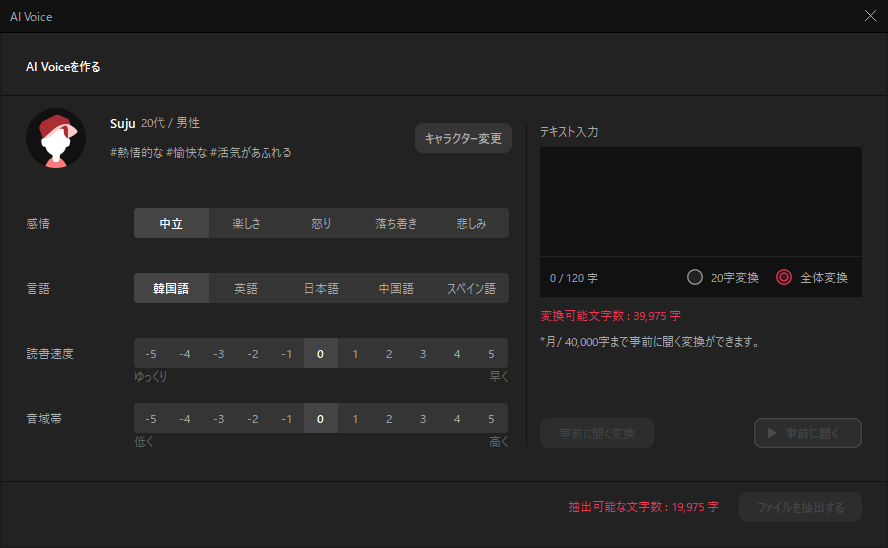 AI Voice
AI Voiceを作る
Suju 20代 / 男性
#熱情的な #愉快な #活気があふれる
キャラクター変更
感情
中立 楽しさ 怒り 落ち着き 悲しみ
言語
韓国語 英語 日本語 中国語 スペイン語
読書速度
-5 -4 -3 -2 -1 0 1 2 3 4 5
ゆっくり 早く
音域帯
-5 -4 -3 -2 -1 0 1 2 3 4 5
低く 高く
テキスト入力
0 / 120 字 20字変換 全体変換
変換可能文字数 : 39,975 字
*月/ 40,000字まで事前に聞く変換ができます。
事前に聞く変換 事前に聞く
抽出可能な文字数 : 19,975 字 ファイルを抽出する